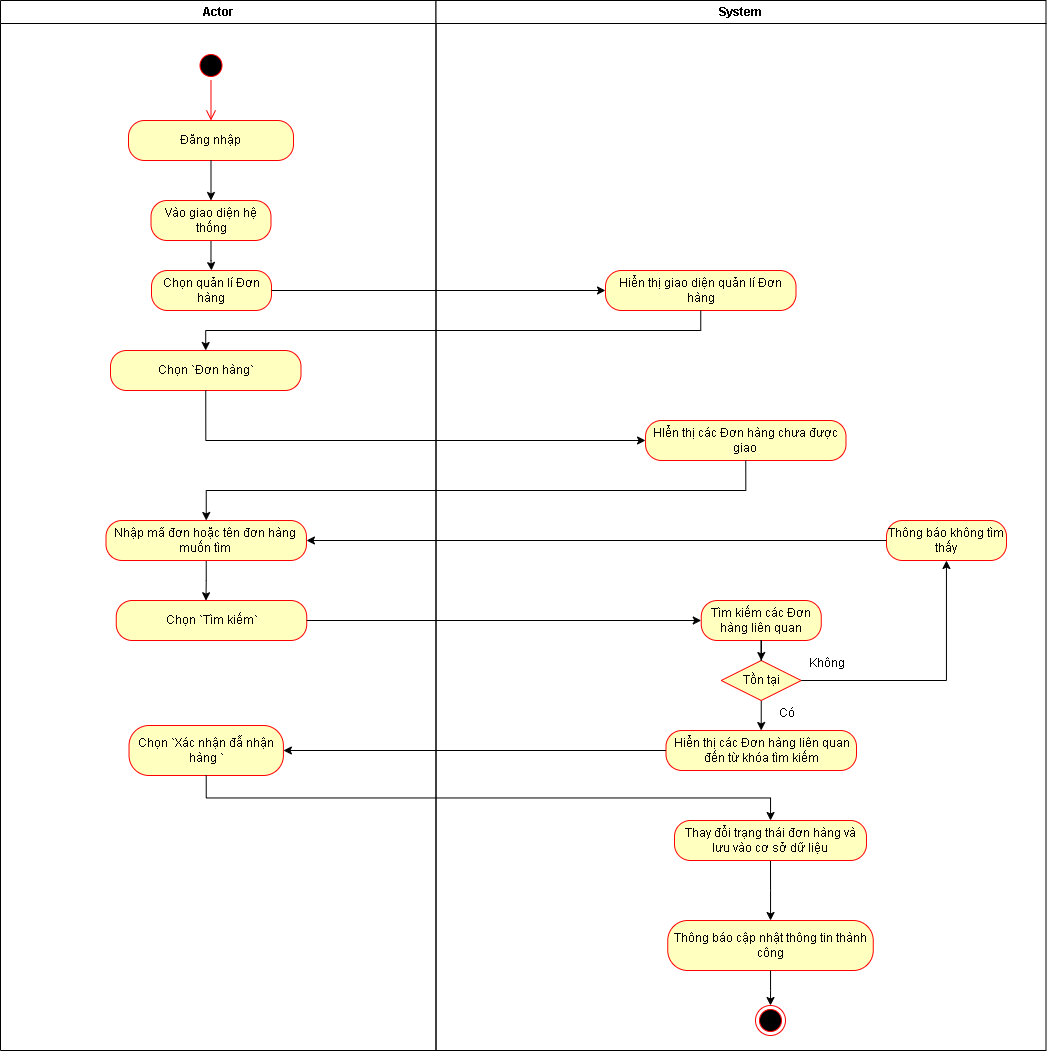 Actor
System
Đăng nhập
Vào giao diện hệ
thống
Chọn quản lí Đơn
hàng
Hiển thị giao diện quản lí Đơn
hàng
Chọn `Đơn hàng`
HIển thị các Đơn hàng chưa được
giao
Nhập mã đơn hoặc tên đơn hàng
muốn tìm
Thông báo không tìm
thấy
Chọn `Tìm kiếm`
Tìm kiếm các Đơn
hàng liên quan
Không
Tồn tại
Có
Chọn `Xác nhận đẫ nhận
hàng `
Hiển thị các Đơn hàng liên quan
đến từ khóa tìm kiếm
Thay đổi trạng thái đơn hàng và
lưu vào cơ sở dữ liệu
Thông báo cập nhật thông tin thành
công